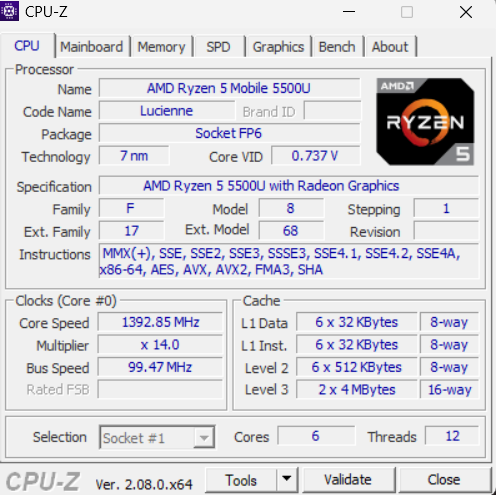 CPU-Z
CPU Mainboard Memory SPD Graphics Bench About
Processor
Name AMD Ryzen 5 Mobile 5500U
Code Name Lucienne Brand ID
Package Socket FP6
Technology 7 nm Core VID 0.737 V
AMD
RYZEN
5
Specification AMD Ryzen 5 5500U with Radeon Graphics
Family F Model 8 Stepping 1
Ext. Family 17 Ext. Model 68 Revision
Instructions MMX(+), SSE, SSE2, SSE3, SSSE3, SSE4.1, SSE4.2, SSE4A,
x86-64, AES, AVX, AVX2, FMA3, SHA
Clocks (Core #0) Cache
Core Speed 1392.85 MHz L1 Data 6 x 32 KBytes 8-way
Multiplier x 14.0 L1 Inst. 6 x 32 KBytes 8-way
Bus Speed 99.47 MHz Level 2 6 x 512 KBytes 8-way
Rated FSB Level 3 2 x 4 MBytes 16-way
Selection Socket #1 Cores 6 Threads 12
CPU-Z Ver. 2.08.0.x64 Tools Validate Close